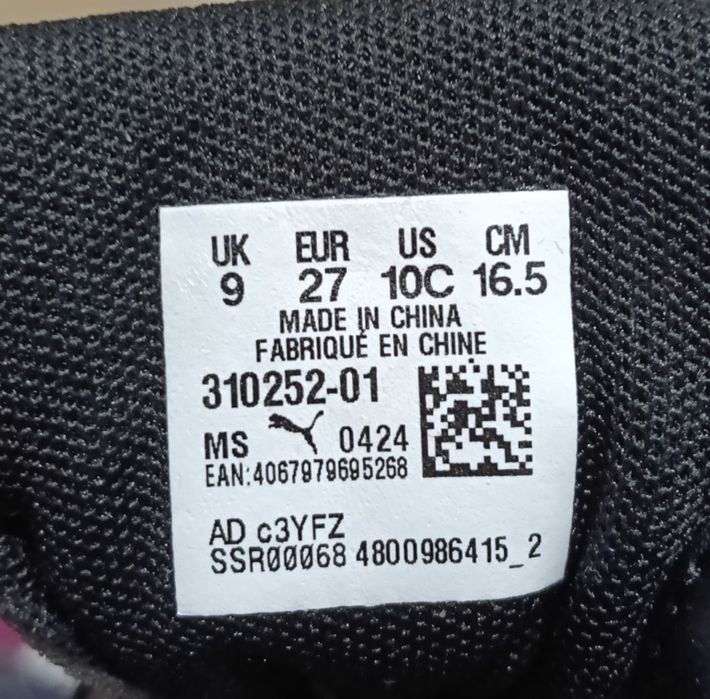 UK EUR US CM
9 27 10C 16.5
MADE IN CHINA
FABRIQUÉ EN CHINE
310252-01
MS 0424
EAN:4067979695268
AD c3YFZ
SSR00068 4800986415_2